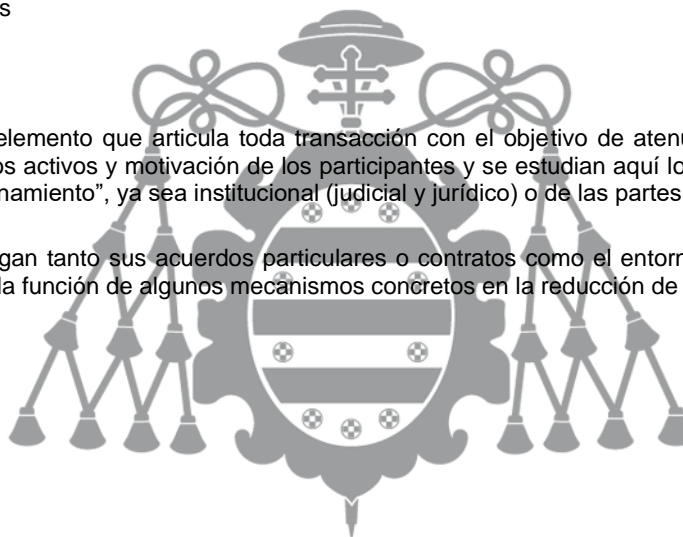 s
elemento que articula toda transacción con el objetivo de atenu
os activos y motivación de los participantes y se estudian aquí lo
namiento”, ya sea institucional (judicial y jurídico) o de las partes
gan tanto sus acuerdos particulares o contratos como el entorn
la función de algunos mecanismos concretos en la reducción de